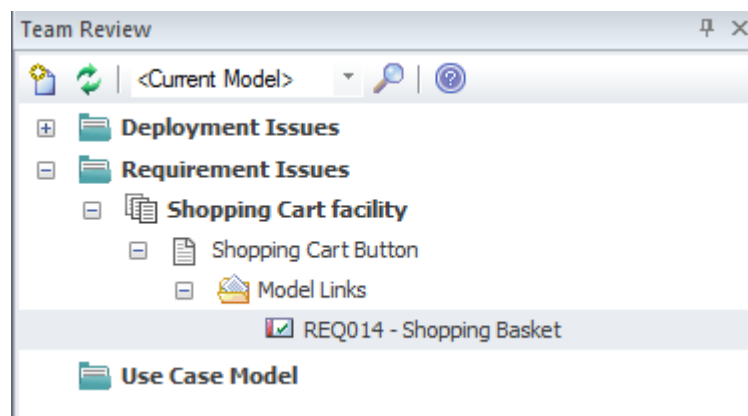 Team Review
<Current Model>
Deployment Issues
Requirement Issues
Shopping Cart facility
Shopping Cart Button
Model Links
REQ014 - Shopping Basket
Use Case Model